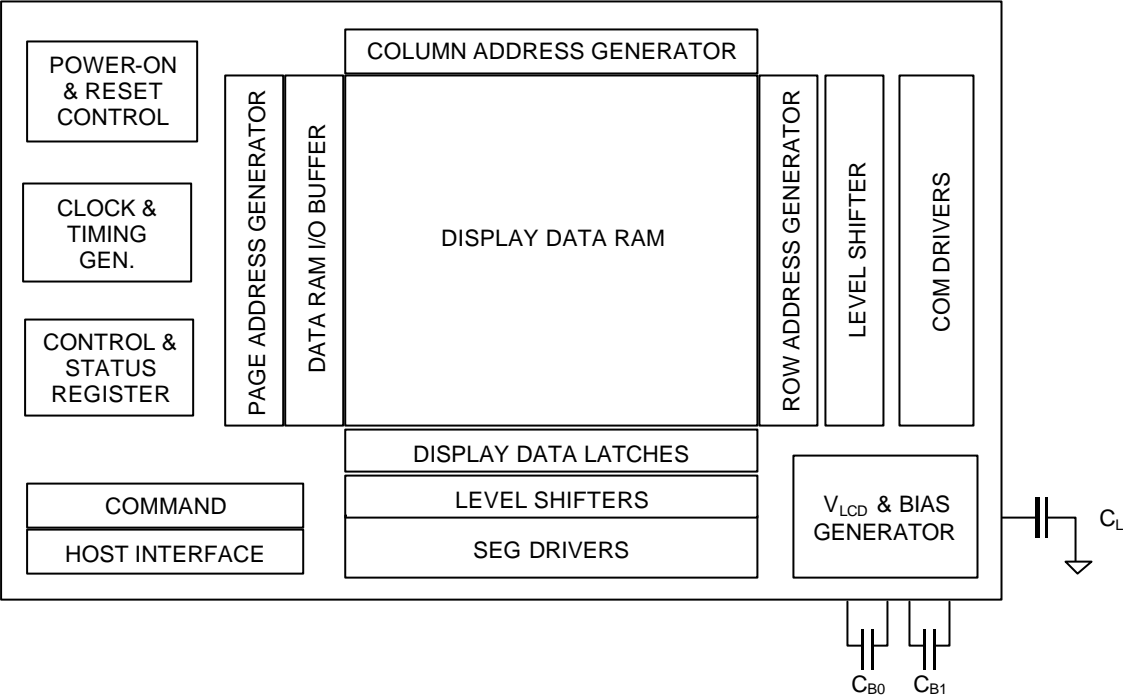 COLUMN ADDRESS GENERATOR
POWER-ON
& RESET
CONTROL
CLOCK &
TIMING
GEN.
CONTROL &
STATUS
REGISTER
PAGE ADDRESS GENERATOR
DATA RAM I/O BUFFER
DISPLAY DATA RAM
ROW ADDRESS GENERATOR
LEVEL SHIFTER
COM DRIVERS
DISPLAY DATA LATCHES
COMMAND
HOST INTERFACE
LEVEL SHIFTERS
SEG DRIVERS
VLCD & BIAS
GENERATOR
CL
CB0
CB1